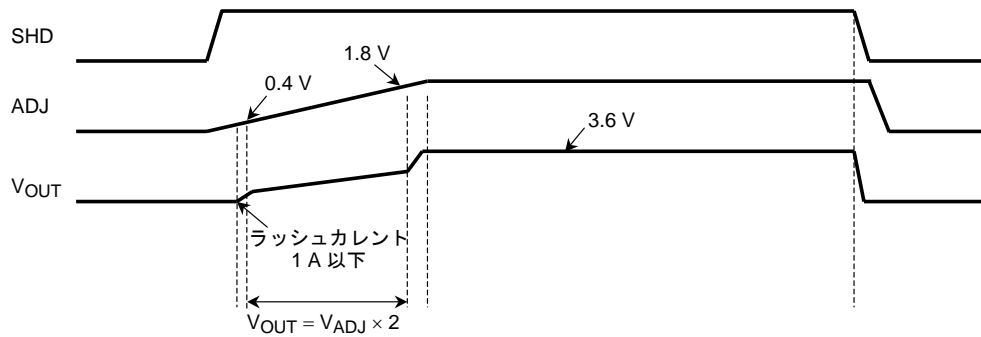 SHD
1.8 V
0.4 V
ADJ
3.6 V
VOUT
ラッシュカレント
1 A 以下
VOUT = VADJ × 2